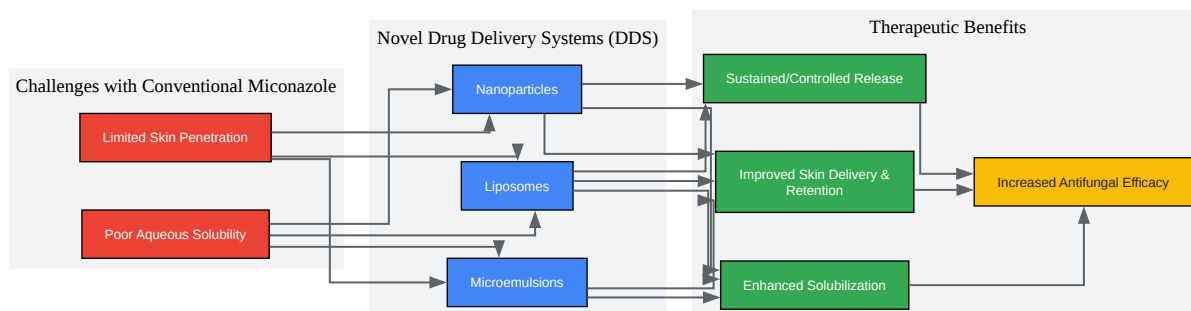 Challenges with Conventional Miconazole
Limited Skin Penetration
Poor Aqueous Solubility
Novel Drug Delivery Systems (DDS)
Nanoparticles
Liposomes
Microemulsions
Therapeutic Benefits
Sustained/Controlled Release
Improved Skin Delivery &
Retention
Enhanced Solubilization
Increased Antifungal Efficacy